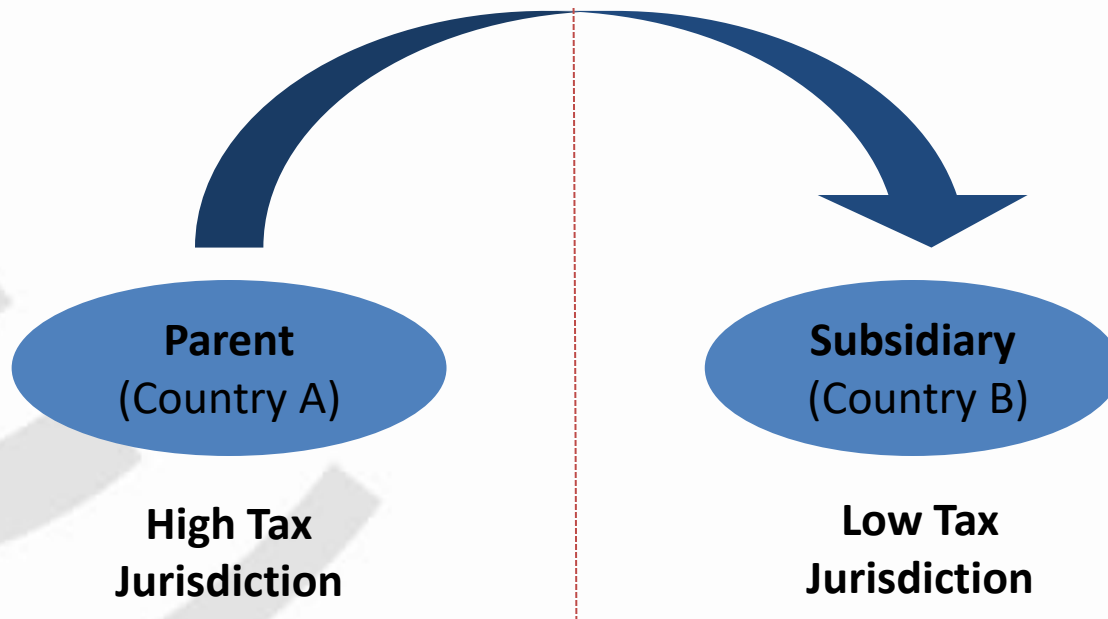 Parent
(Country A)
High Tax
Jurisdiction
Subsidiary
(Country B)
Low Tax
Jurisdiction